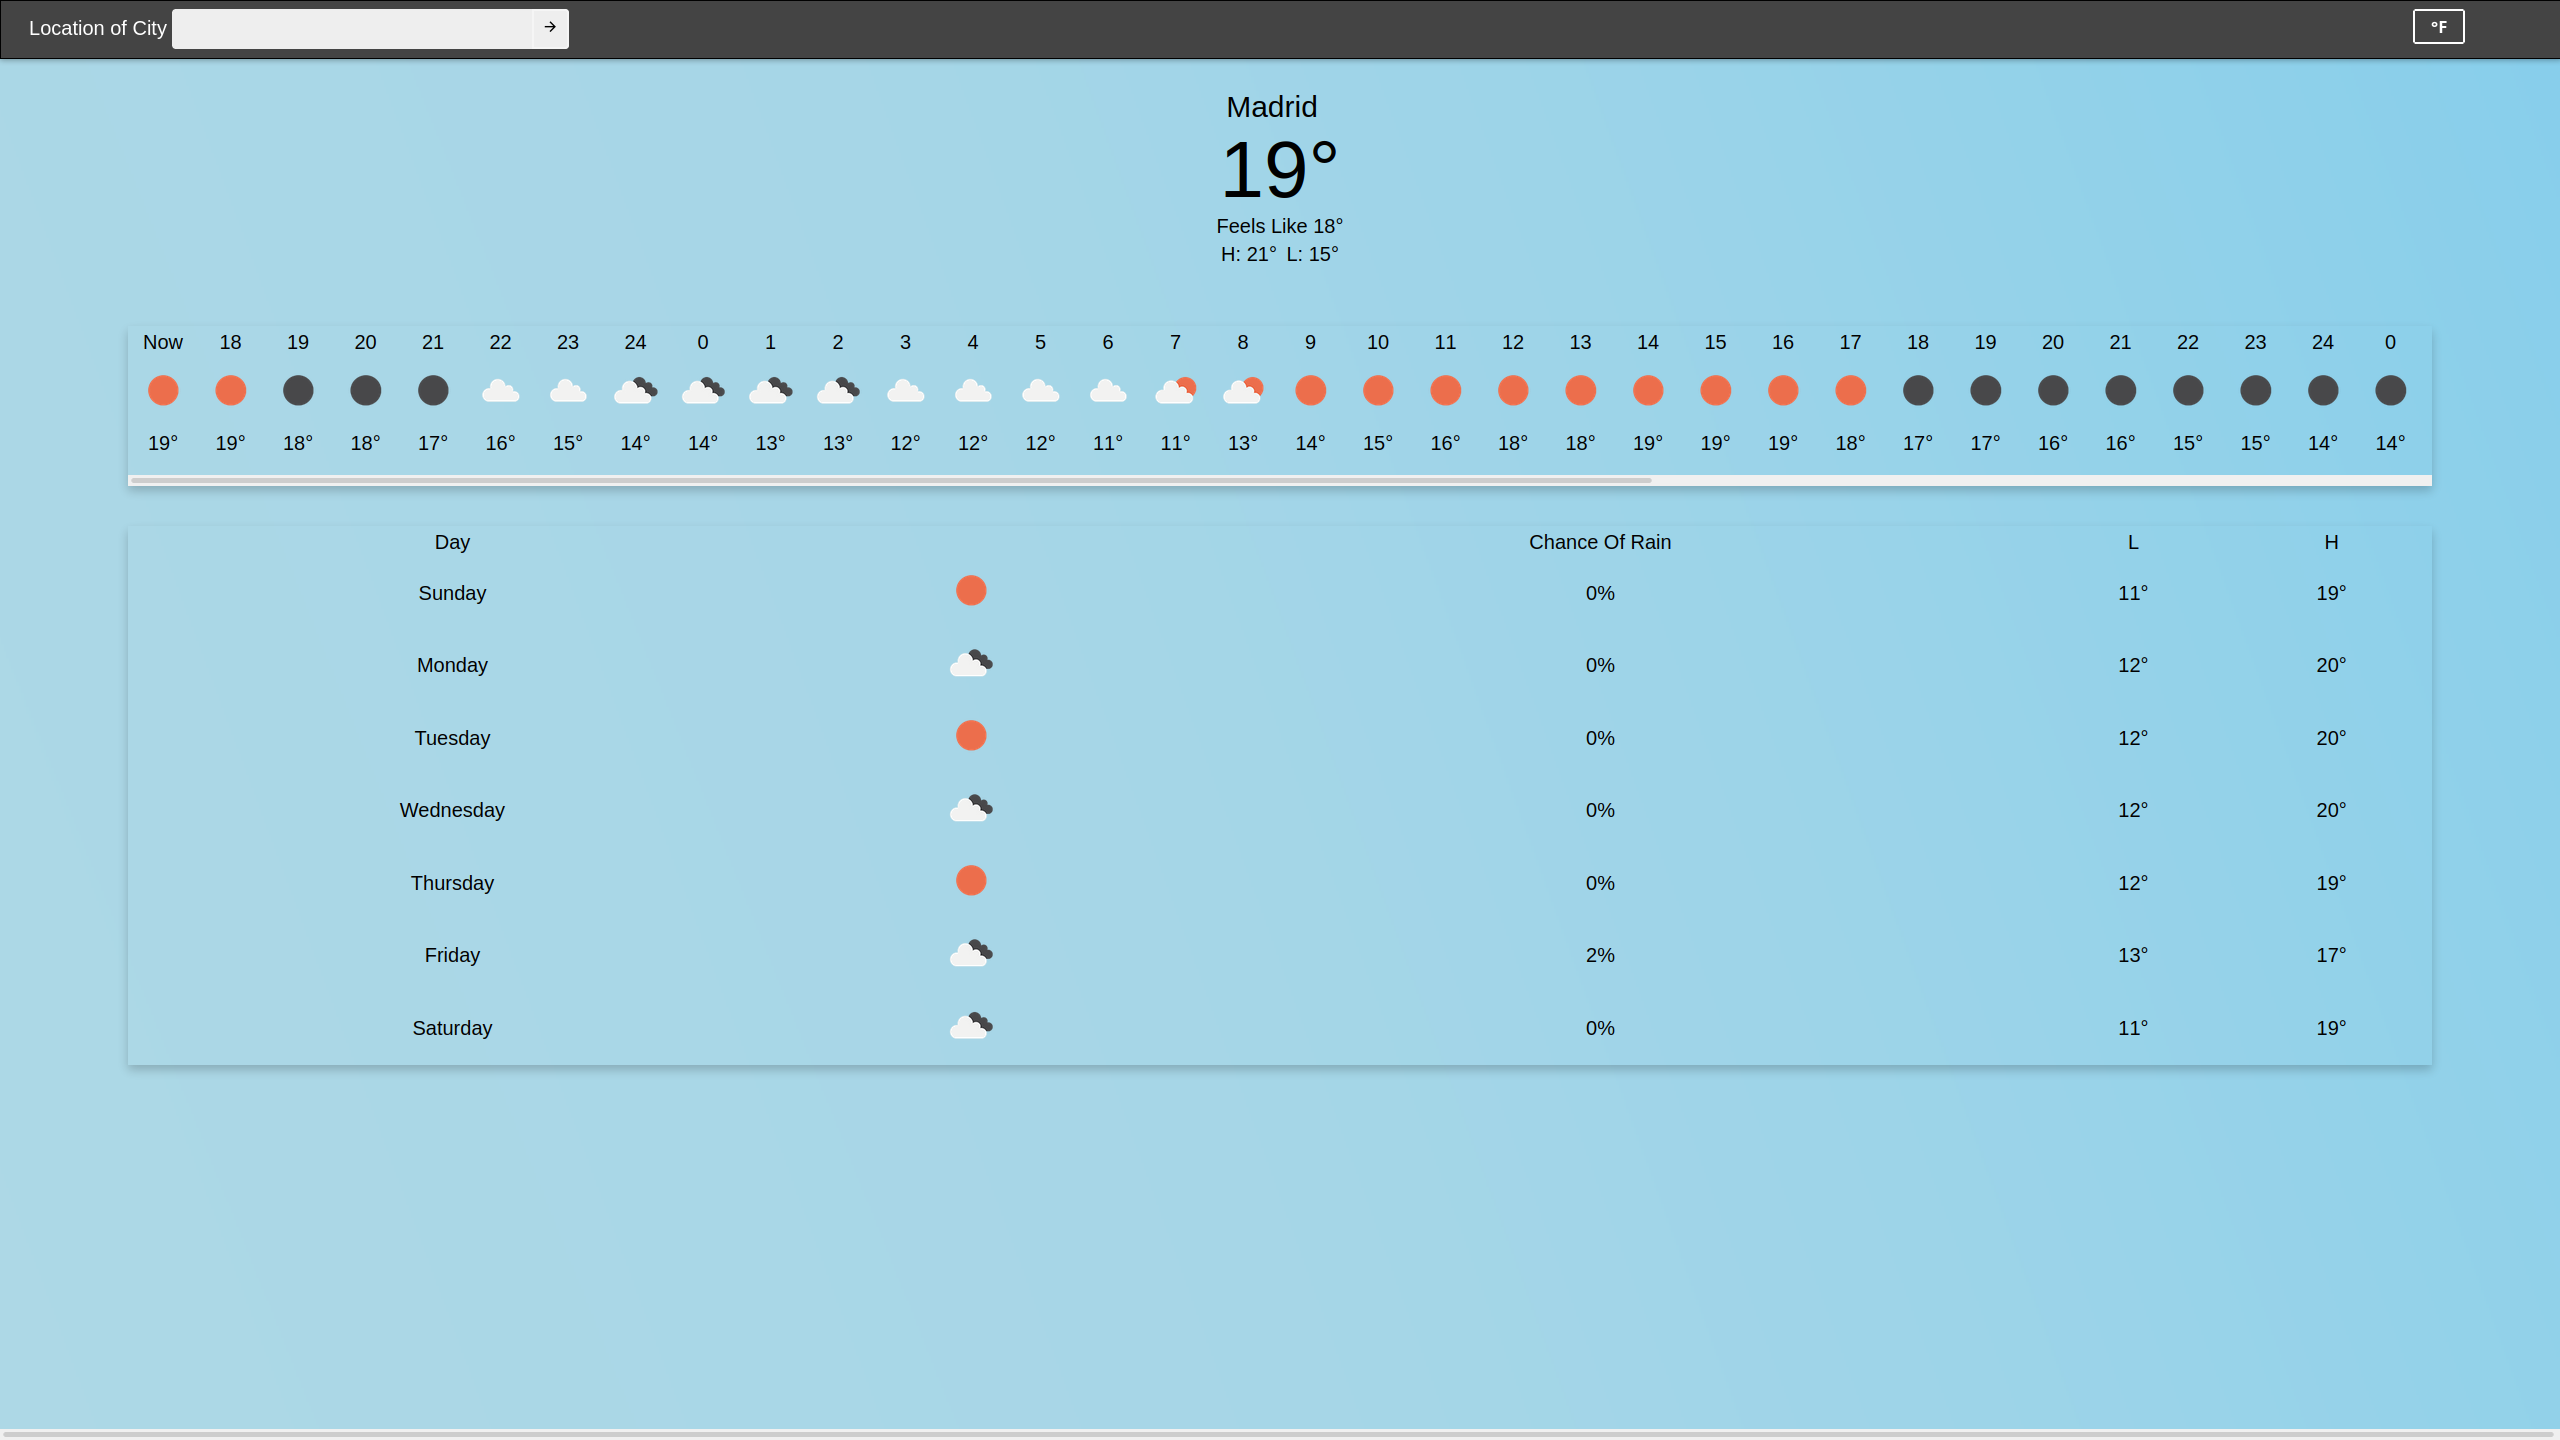 Location of City → °F
Madrid
19°
Feels Like 18°
H: 21° L: 15°
Now 18 19 20 21 22 23 24 0 1 2 3 4 5 6 7 8 9 10 11 12 13 14 15 16 17 18 19 20 21 22 23 24 0
19° 19° 18° 18° 17° 16° 15° 14° 14° 13° 13° 12° 12° 12° 11° 11° 13° 14° 15° 16° 18° 18° 19° 19° 19° 18° 17° 17° 16° 16° 15° 15° 14° 14°
Day Chance Of Rain L H
Sunday 0% 11° 19°
Monday 0% 12° 20°
Tuesday 0% 12° 20°
Wednesday 0% 12° 20°
Thursday 0% 12° 19°
Friday 2% 13° 17°
Saturday 0% 11° 19°